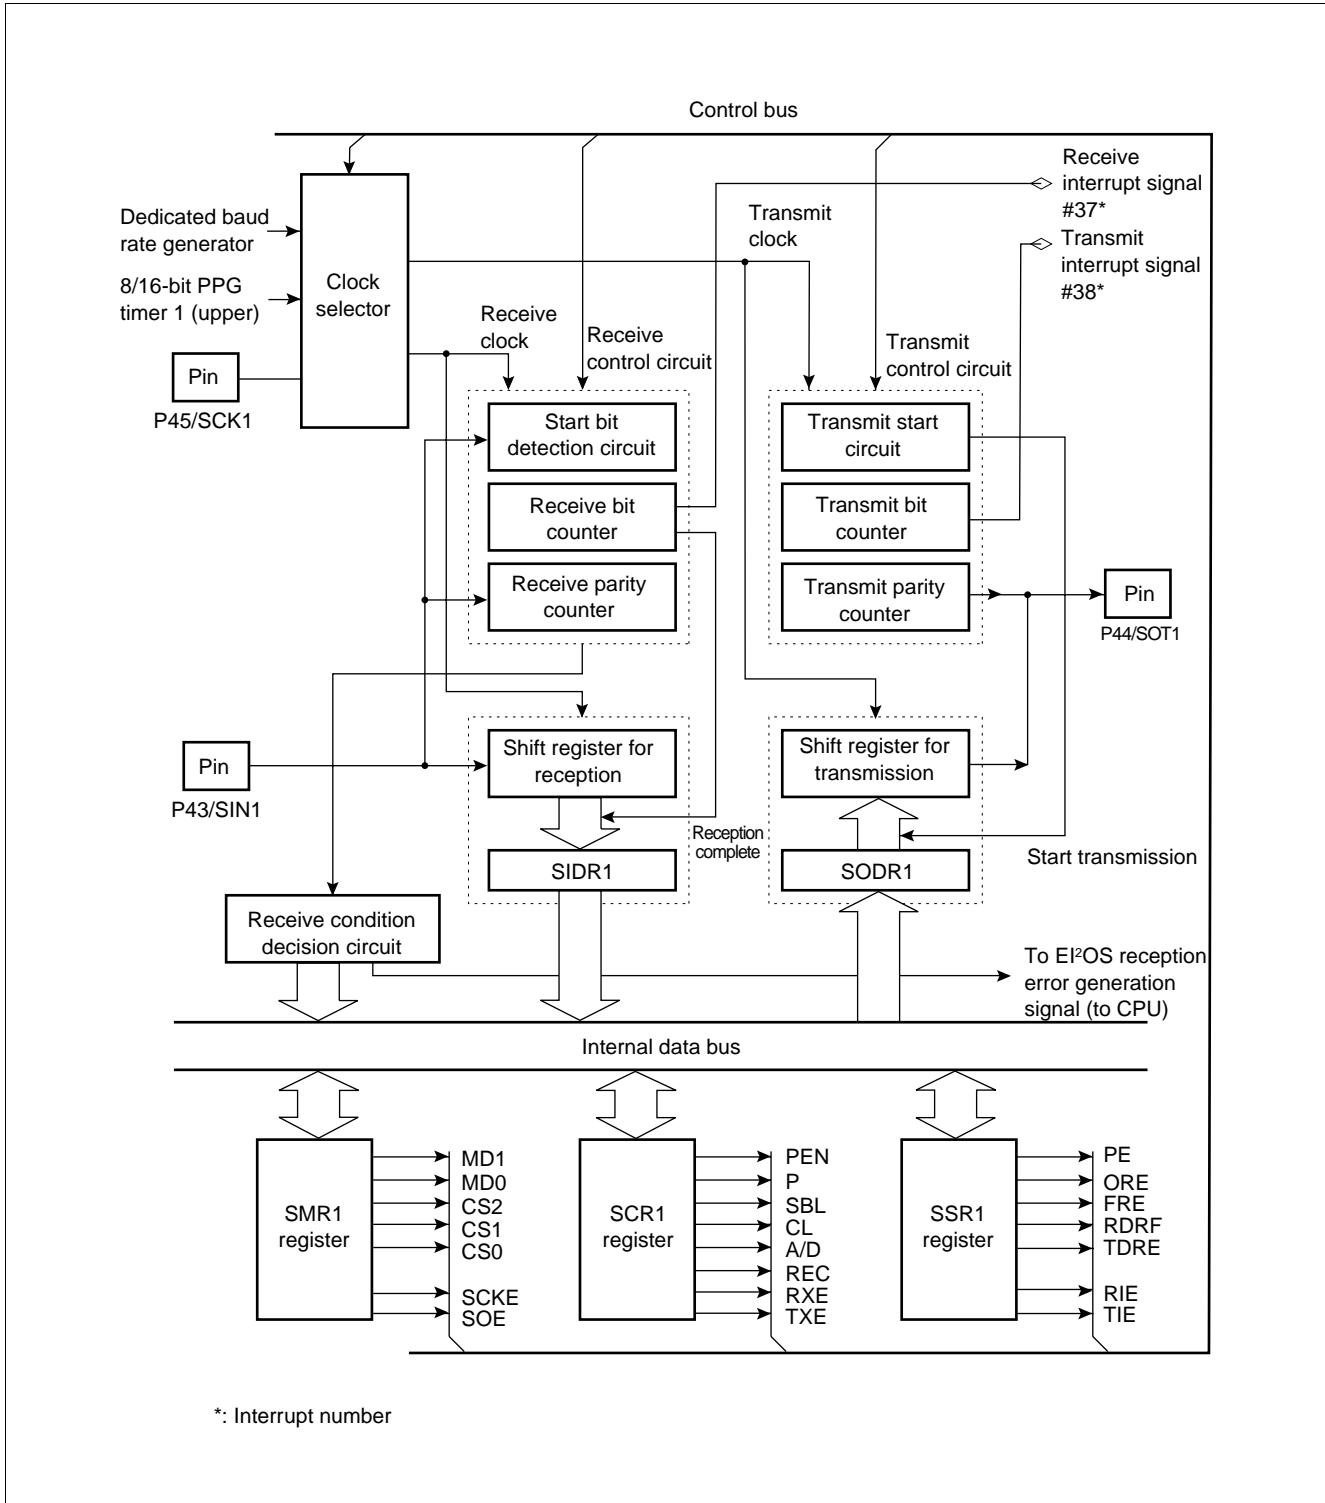 Control bus
Receive
interrupt signal
#37*
Transmit
interrupt signal
#38*
Dedicated baud
rate generator
8/16-bit PPG
timer 1 (upper)
Clock
selector
Transmit
clock
Receive
clock
Receive
control circuit
Transmit
control circuit
Pin
P45/SCK1
Start bit
detection circuit
Receive bit
counter
Receive parity
counter
Transmit start
circuit
Transmit bit
counter
Transmit parity
counter
Pin
P44/SOT1
Pin
P43/SIN1
Shift register for
reception
Shift register for
transmission
Reception
complete
Start transmission
SIDR1
SODR1
Receive condition
decision circuit
To EI²OS reception
error generation
signal (to CPU)
Internal data bus
SMR1
register
MD1
MD0
CS2
CS1
CS0
SCKE
SOE
SCR1
register
PEN
P
SBL
CL
A/D
REC
RXE
TXE
SSR1
register
PE
ORE
FRE
RDRF
TDRE
RIE
TIE
*: Interrupt number